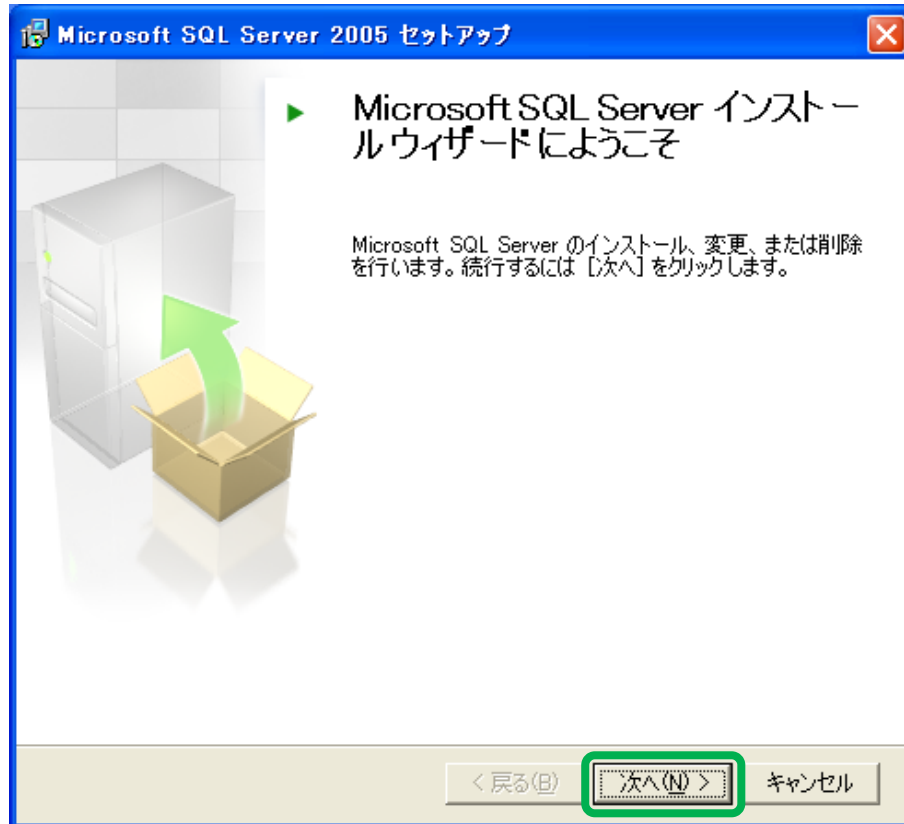 Microsoft SQL Server 2005 セットアップ
Microsoft SQL Server インストー
ル ウィザードにようこそ
Microsoft SQL Server のインストール、変更、または削除
を行います。続行するには [次へ] をクリックします。
< 戻る(B)
次へ(N) >
キャンセル